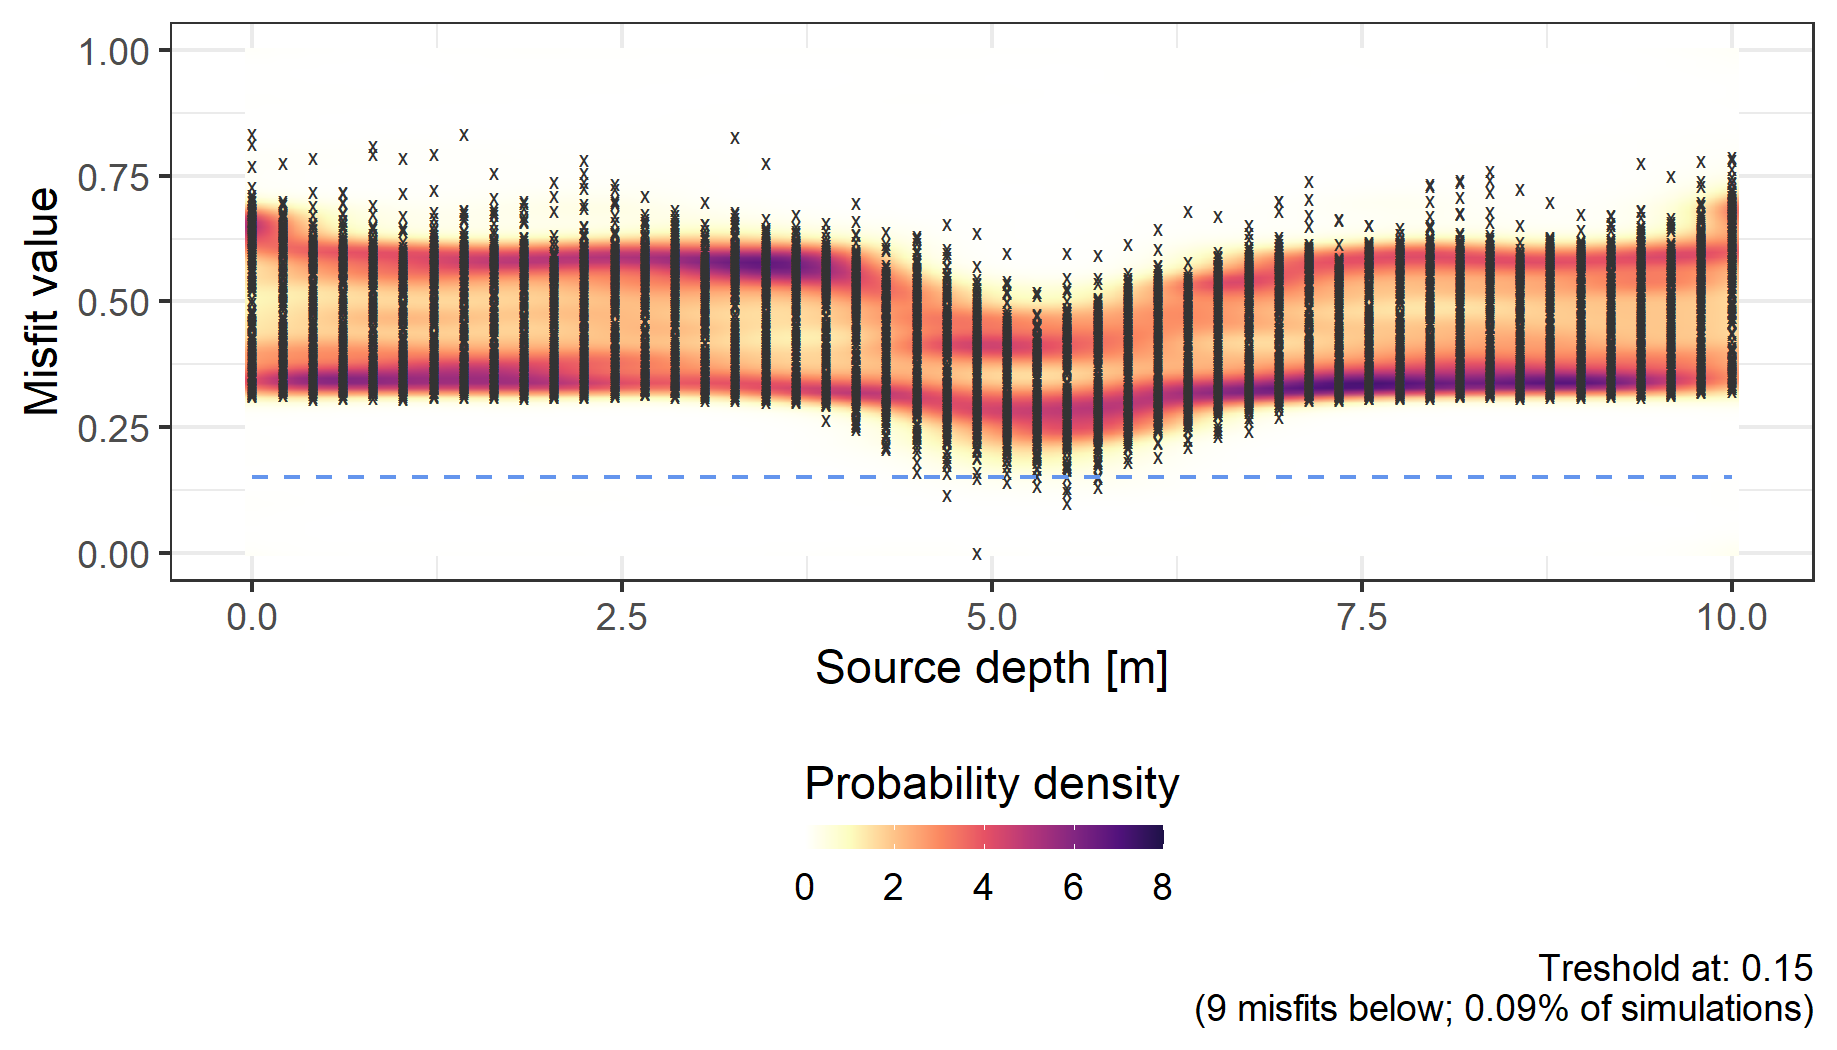 1.00
0.75
0.50
0.25
0.00
Misfit value
0.0 2.5 5.0 7.5 10.0
Source depth [m]
Probability density
0 2 4 6 8
Treshold at: 0.15
(9 misfits below; 0.09% of simulations)